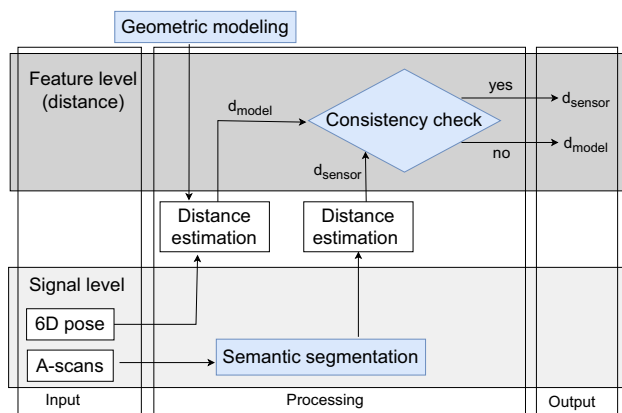 Geometric modeling
Feature level
(distance)
d_model
Consistency check
yes
d_sensor
no
d_model
d_sensor
Distance
estimation
Distance
estimation
Signal level
6D pose
A-scans
Semantic segmentation
Input
Processing
Output